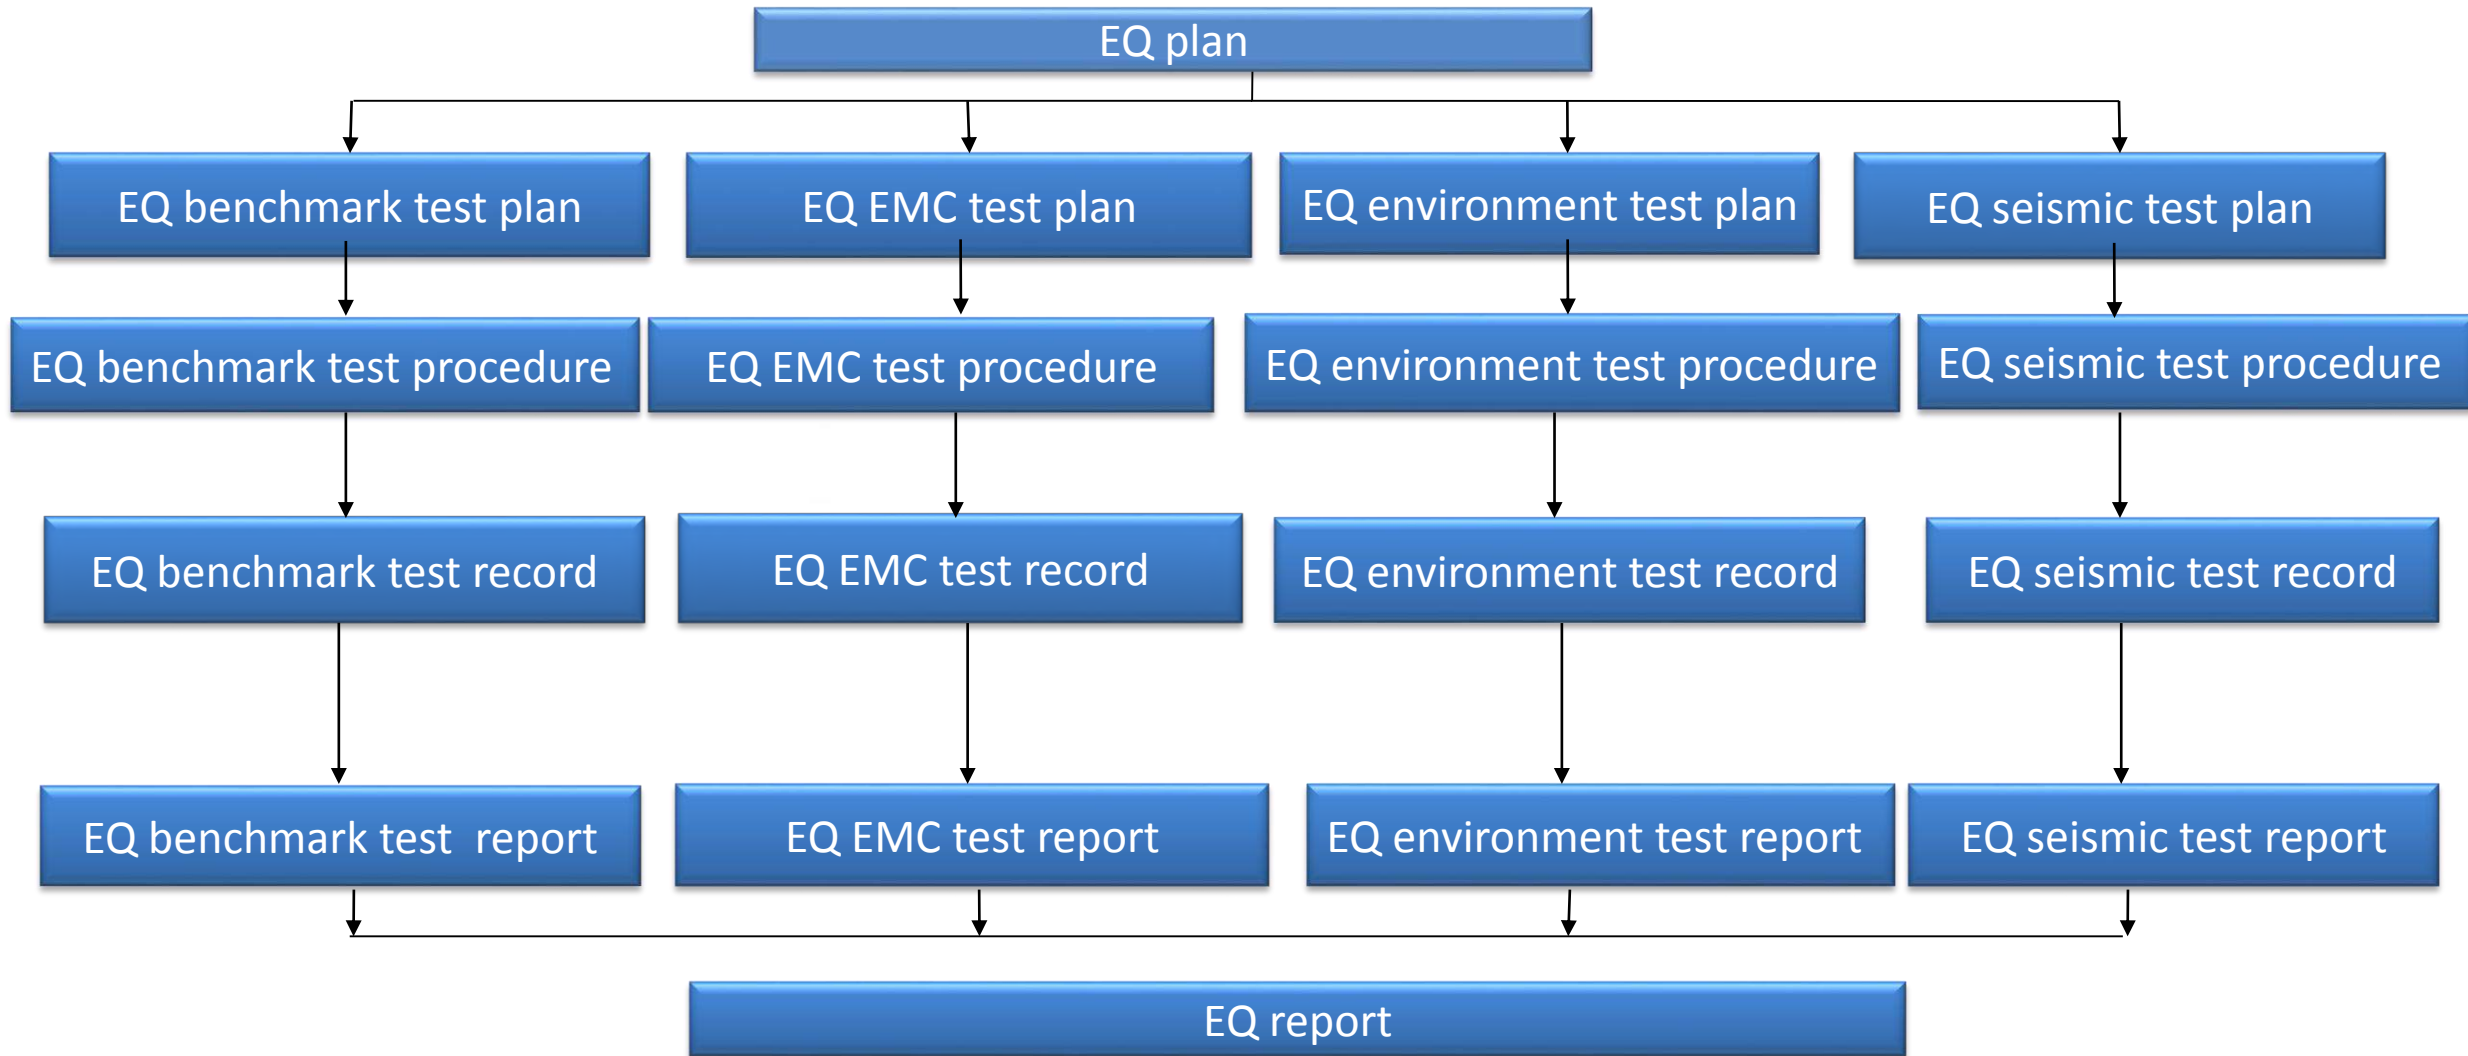 EQ plan
EQ benchmark test plan
EQ EMC test plan
EQ environment test plan
EQ seismic test plan
EQ benchmark test procedure
EQ EMC test procedure
EQ environment test procedure
EQ seismic test procedure
EQ benchmark test record
EQ EMC test record
EQ environment test record
EQ seismic test record
EQ benchmark test  report
EQ EMC test report
EQ environment test report
EQ seismic test report
EQ report